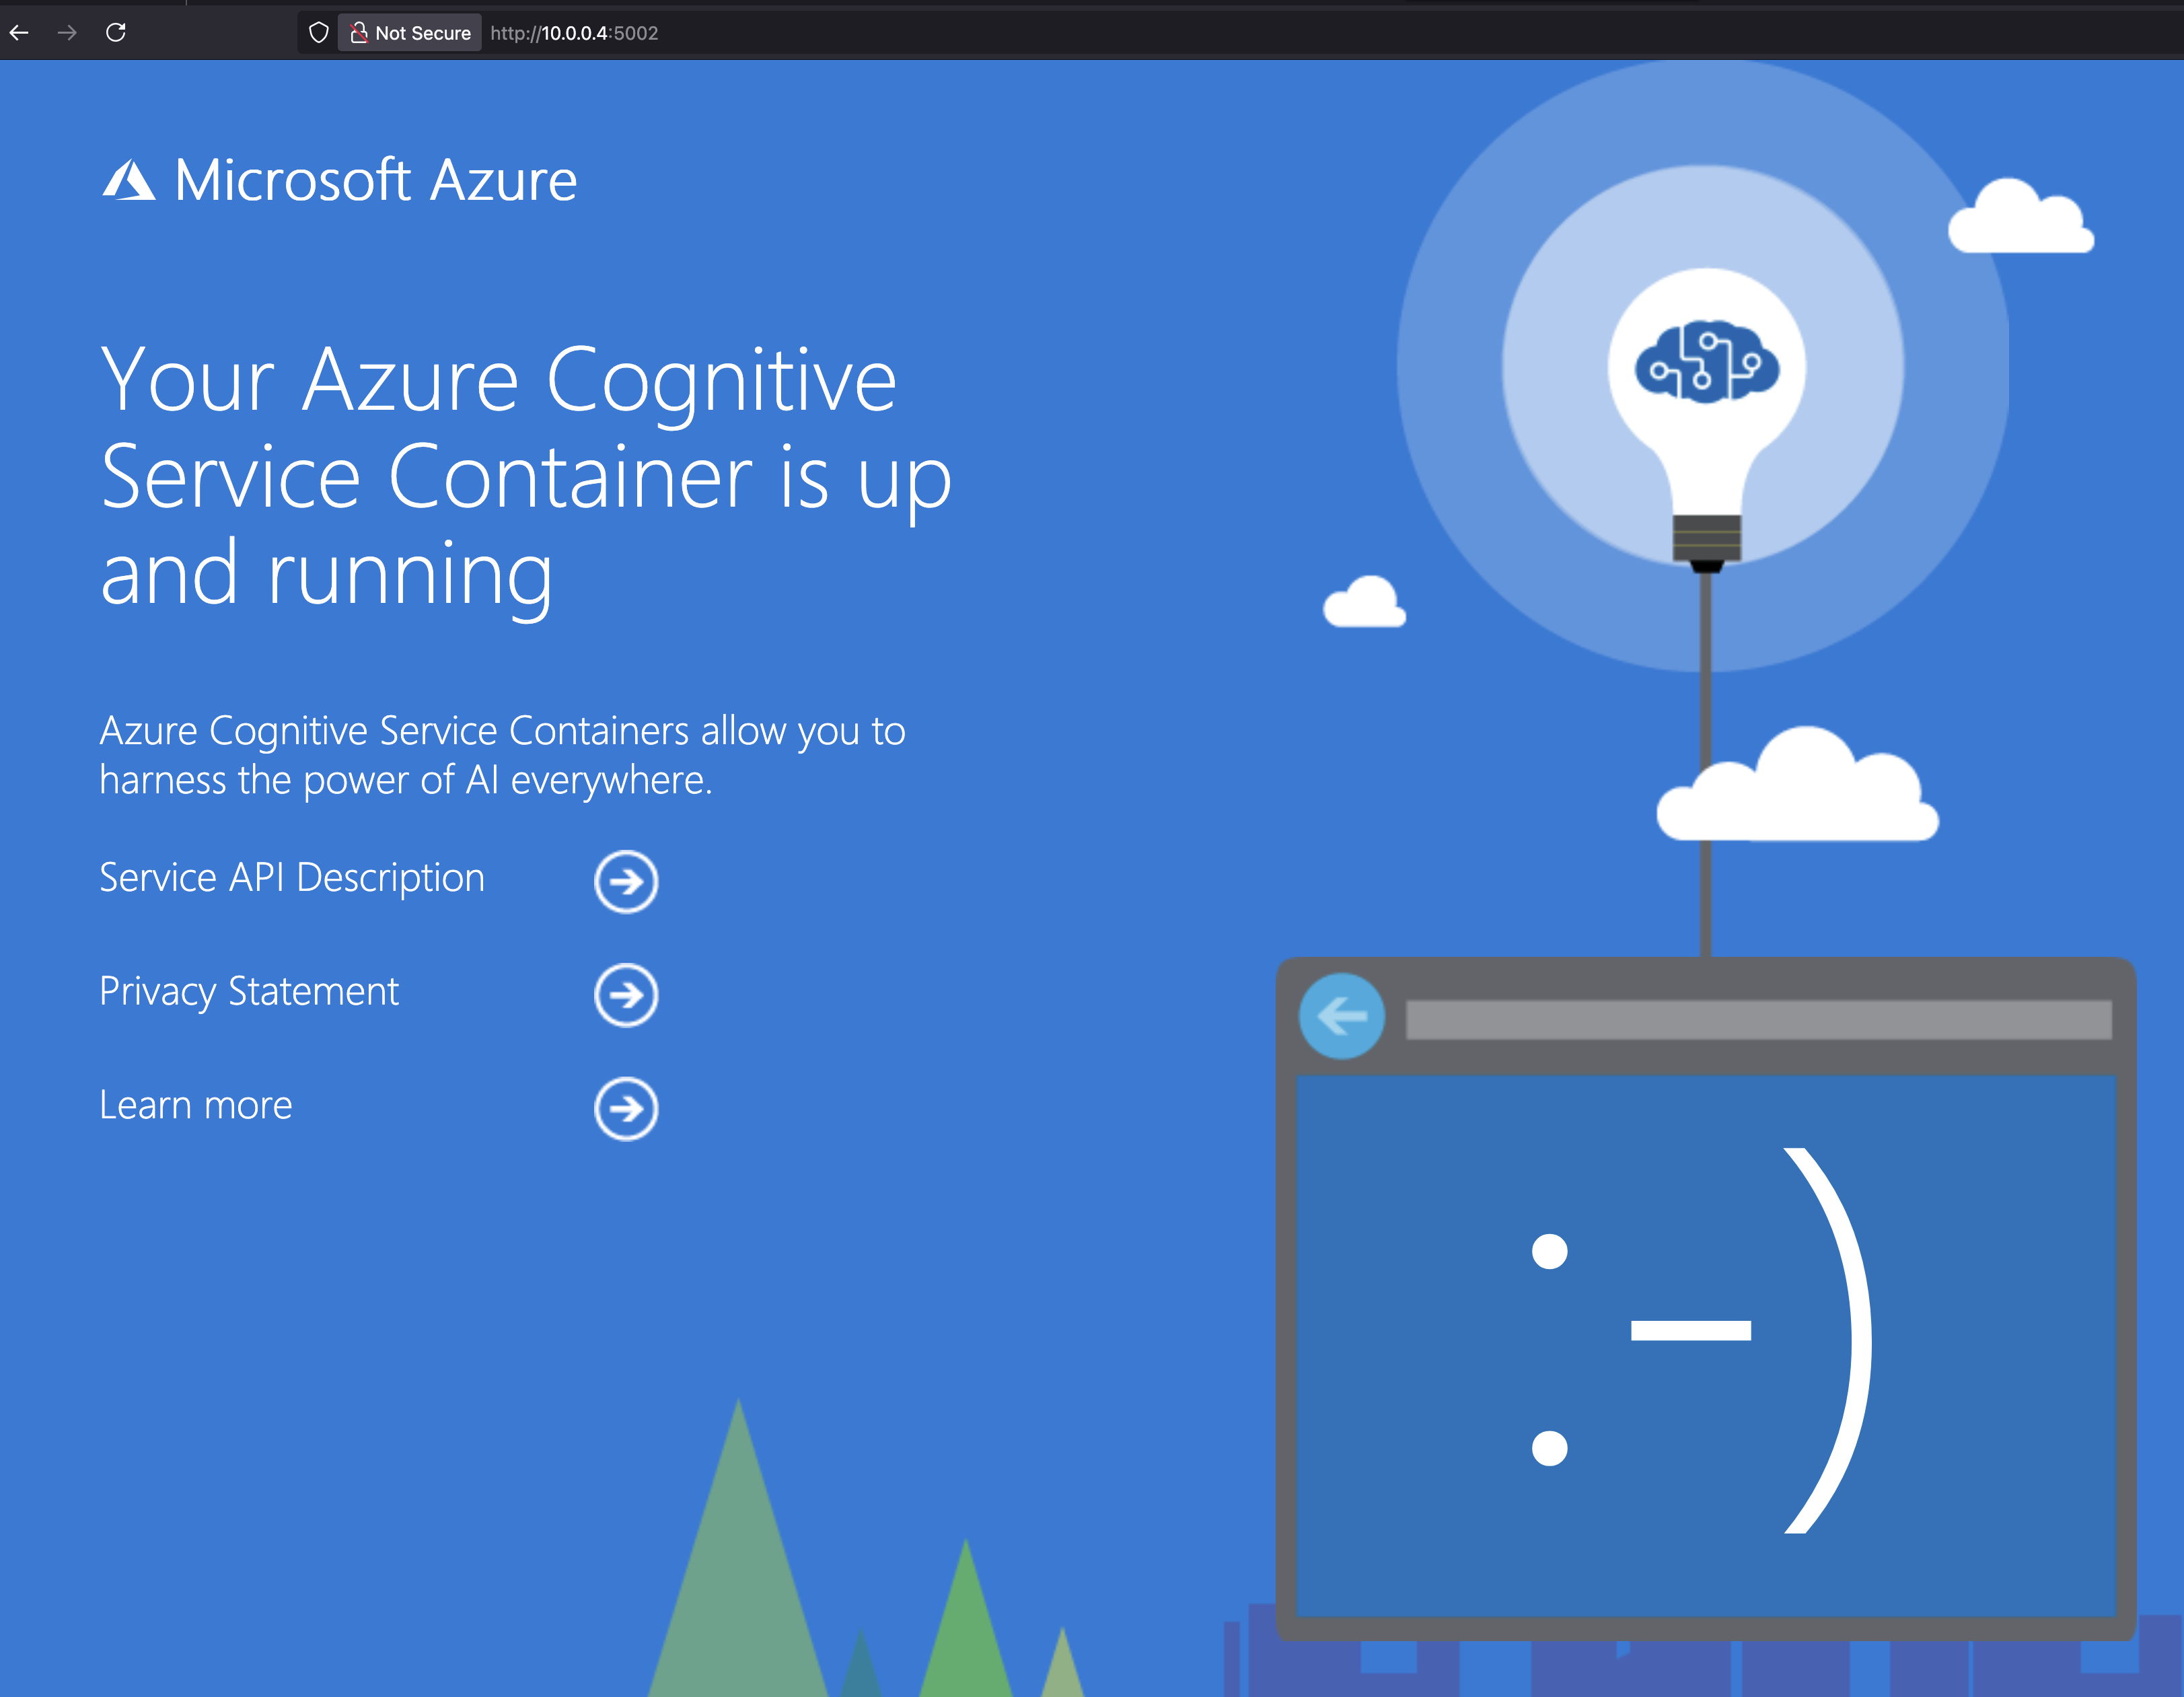 Not Secure http://10.0.0.4:5002
Microsoft Azure
Your Azure Cognitive
Service Container is up
and running
Azure Cognitive Service Containers allow you to
harness the power of AI everywhere.
Service API Description
Privacy Statement
Learn more
:-)